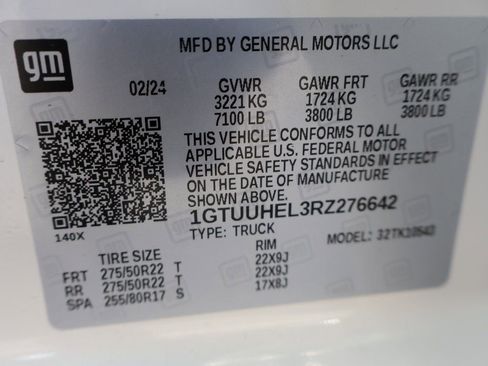 gm
MFD BY GENERAL MOTORS LLC
02/24 GVWR GAWR FRT GAWR RR
3221 KG 1724 KG 1724 KG
7100 LB 3800 LB 3800 LB
THIS VEHICLE CONFORMS TO ALL
APPLICABLE U.S. FEDERAL MOTOR
VEHICLE SAFETY STANDARDS IN EFFECT
ON THE DATE OF MANUFACTURE
SHOWN ABOVE.
1GTUUHEL3RZ276642
140X TYPE: TRUCK MODEL:
TIRE SIZE RIM
FRT 275/50R22 T 22X9J
RR 275/50R22 T 22X9J
SPA 255/80R17 S 17X8J